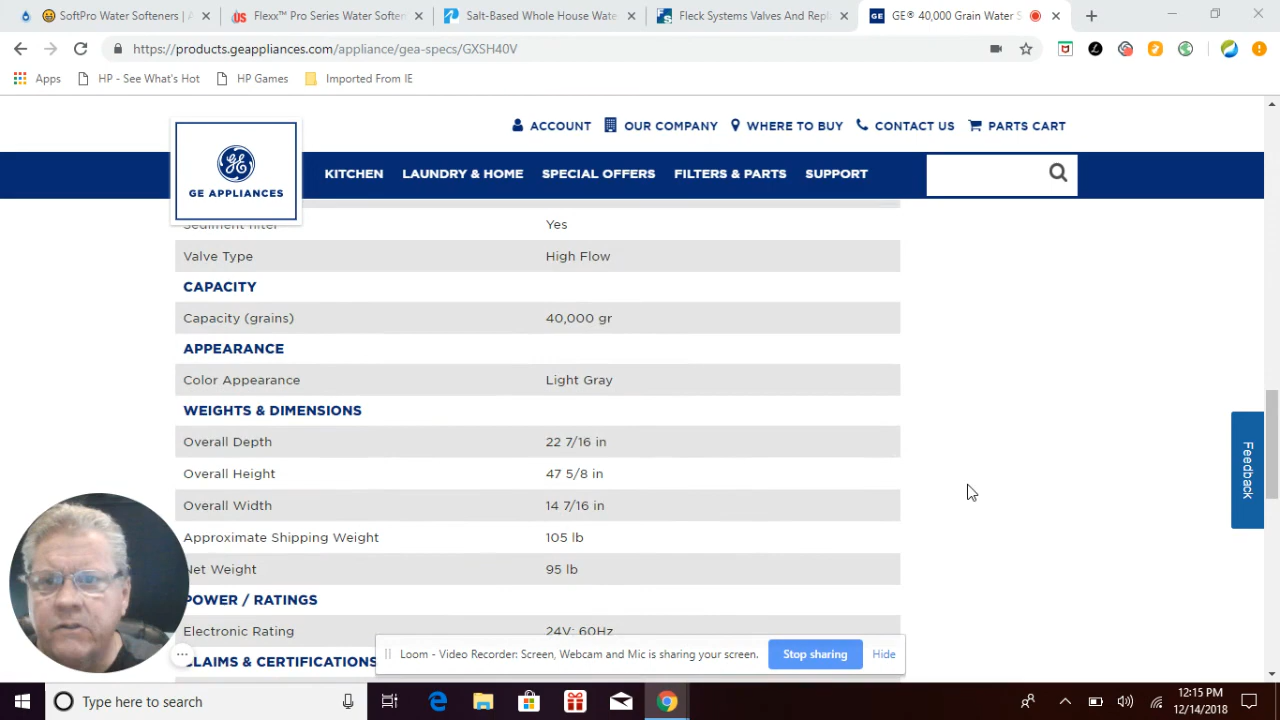 SoftPro Water Softeners | A
Flexx™ Pro Series Water Softe
Salt-Based Whole House Wate
Fleck Systems Valves And Repl
GE® 40,000 Grain Water S
https://products.geappliances.com/appliance/gea-specs/GXSH40V
Apps HP - See What's Hot HP Games Imported From IE
ACCOUNT OUR COMPANY WHERE TO BUY CONTACT US PARTS CART
GE APPLIANCES
KITCHEN LAUNDRY & HOME SPECIAL OFFERS FILTERS & PARTS SUPPORT
Sediment filter Yes
Valve Type High Flow
CAPACITY
Capacity (grains) 40,000 gr
APPEARANCE
Color Appearance Light Gray
WEIGHTS & DIMENSIONS
Overall Depth 22 7/16 in
Overall Height 47 5/8 in
Overall Width 14 7/16 in
Approximate Shipping Weight 105 lb
Net Weight 95 lb
POWER / RATINGS
Electronic Rating 24V; 60Hz
CLAIMS & CERTIFICATIONS
Feedback
Loom - Video Recorder: Screen, Webcam and Mic is sharing your screen. Stop sharing Hide
Type here to search
12:15 PM
12/14/2018